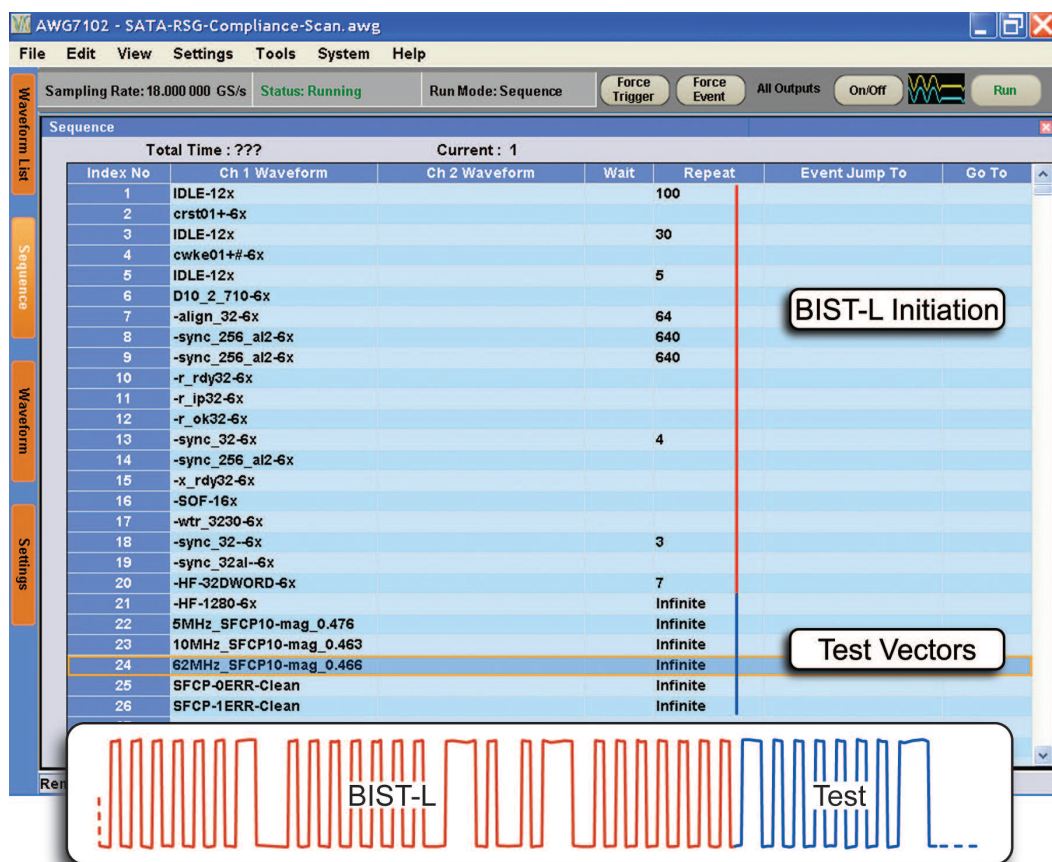 AWG7102 - SATA-RSG-Compliance-Scan.awg
File Edit View Settings Tools System Help
Sampling Rate: 18.000 000 GS/s Status: Running Run Mode: Sequence Force Trigger Force Event All Outputs On/Off Run
Waveform List
Sequence
Waveform
Settings
Sequence
Total Time : ??? Current : 1
Index No Ch 1 Waveform Ch 2 Waveform Wait Repeat Event Jump To Go To
1 IDLE-12x 100
2 crst01+-6x
3 IDLE-12x 30
4 cwke01+#-6x
5 IDLE-12x 5
6 D10_2_710-6x
7 -align_32-6x 64
8 -sync_256_al2-6x 640
9 -sync_256_al2-6x 640
10 -r_rdy32-6x
11 -r_ip32-6x
12 -r_ok32-6x
13 -sync_32-6x 4
14 -sync_256_al2-6x
15 -x_rdy32-6x
16 -SOF-16x
17 -wtr_3230-6x
18 -sync_32--6x 3
19 -sync_32al--6x
20 -HF-32DWORD-6x 7
21 -HF-1280-6x Infinite
22 5MHz_SFCP10-mag_0.476 Infinite
23 10MHz_SFCP10-mag_0.463 Infinite
24 62MHz_SFCP10-mag_0.466 Infinite
25 SFCP-0ERR-Clean Infinite
26 SFCP-1ERR-Clean Infinite
BIST-L Initiation
Test Vectors
BIST-L Test